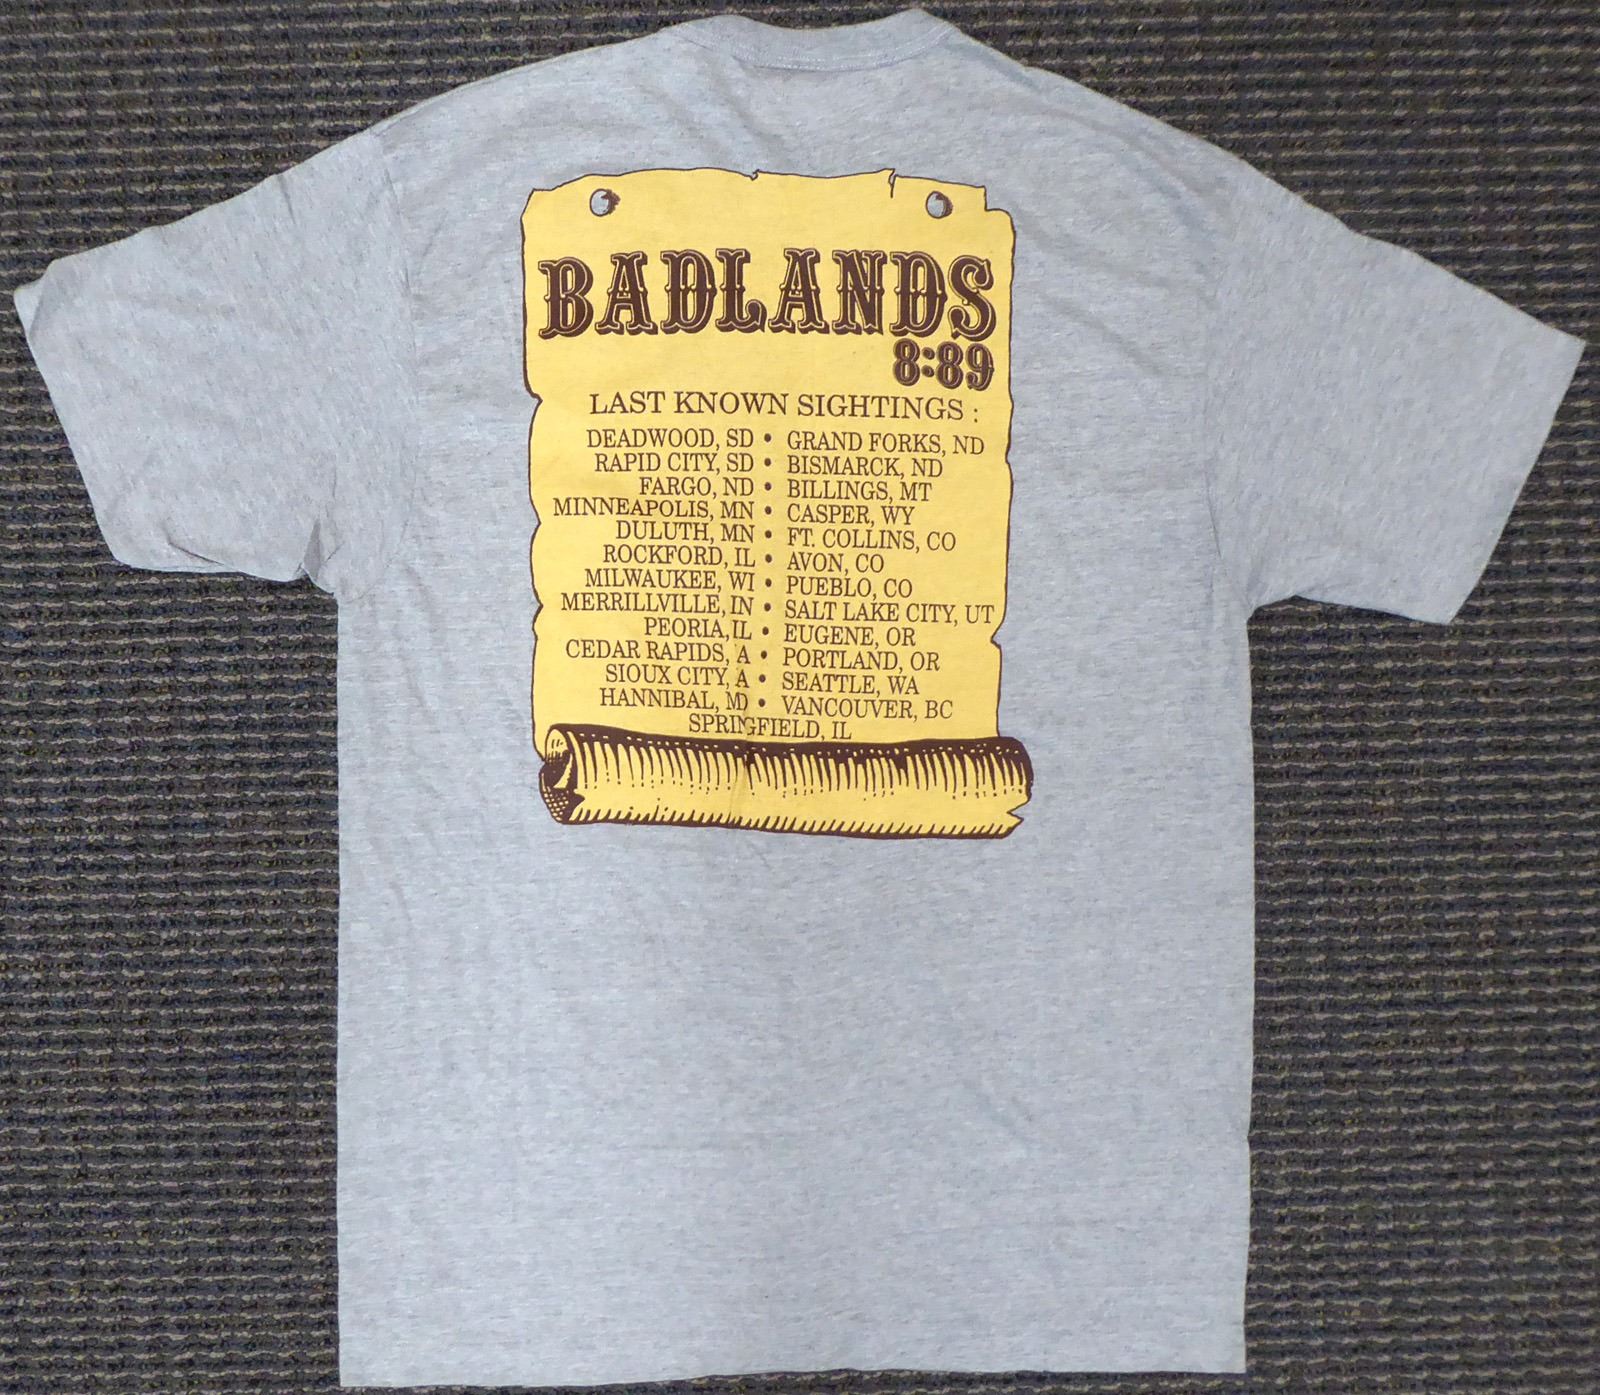 BADLANDS
8:89
LAST KNOWN SIGHTINGS :
DEADWOOD, SD • GRAND FORKS, ND
RAPID CITY, SD • BISMARCK, ND
FARGO, ND • BILLINGS, MT
MINNEAPOLIS, MN • CASPER, WY
DULUTH, MN • FT. COLLINS, CO
ROCKFORD, IL • AVON, CO
MILWAUKEE, WI • PUEBLO, CO
MERRILLVILLE, IN • SALT LAKE CITY, UT
PEORIA, IL • EUGENE, OR
CEDAR RAPIDS, A • PORTLAND, OR
SIOUX CITY, A • SEATTLE, WA
HANNIBAL, MO • VANCOUVER, BC
SPRINGFIELD, IL